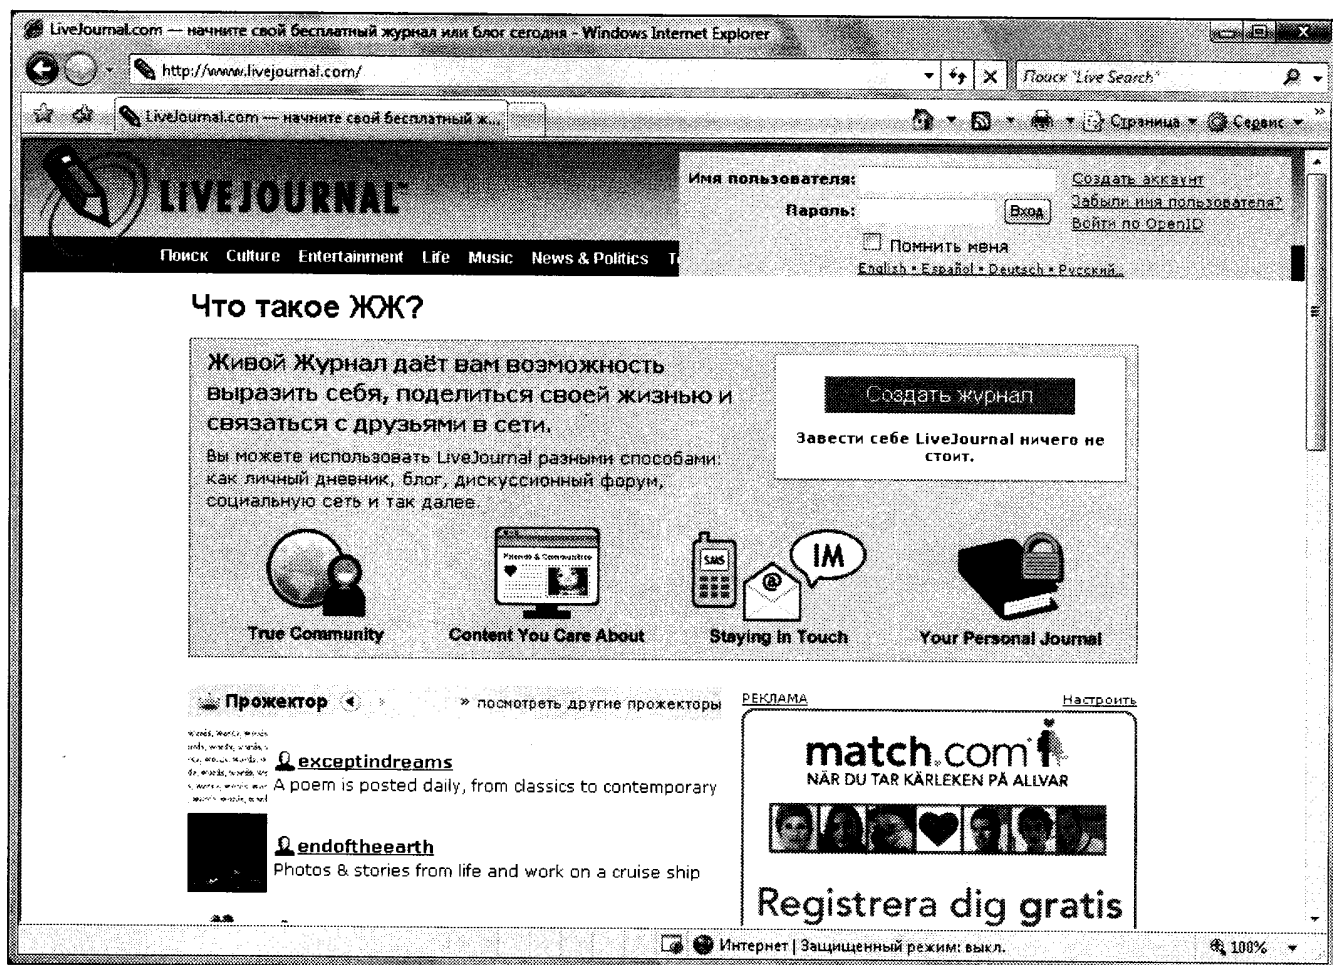 LiveJournal.com — начните свой бесплатный журнал или блог сегодня - Windows Internet Explorer
http://www.livejournal.com/
Поиск "Live Search"
LiveJournal.com — начните свой бесплатный ж...
Страница
Сервис
LIVEJOURNAL™
Имя пользователя:
Создать аккаунт
Забыли имя пользователя?
Пароль:
Вход
Войти по OpenID
Помнить меня
English • Español • Deutsch • Русский...
Поиск Culture Entertainment Life Music News & Politics
Что такое ЖЖ?
Живой Журнал даёт вам возможность
выразить себя, поделиться своей жизнью и
связаться с друзьями в сети.
Вы можете использовать LiveJournal разными способами:
как личный дневник, блог, дискуссионный форум,
социальную сеть и так далее.
Создать журнал
Завести себе LiveJournal ничего не
стоит.
Friends & Communities
SMS
@
IM
True Community
Content You Care About
Staying In Touch
Your Personal Journal
Прожектор
» посмотреть другие прожекторы
exceptindreams
A poem is posted daily, from classics to contemporary
endoftheearth
Photos & stories from life and work on a cruise ship
РЕКЛАМА
Настроить
match.com
NÄR DU TAR KÄRLEKEN PÅ ALLVAR
Registrera dig gratis
Интернет | Защищенный режим: выкл.
100%